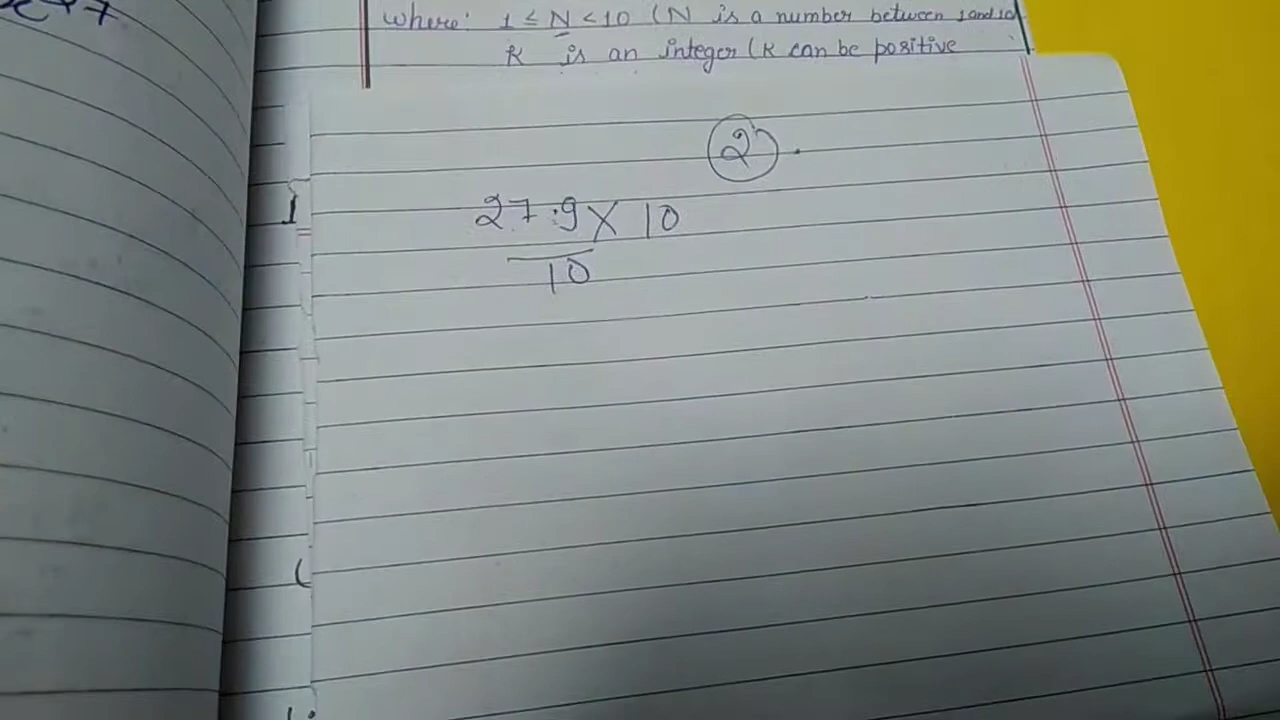 where: 1 ≤ N < 10 (N is a number between 1 and 10
K is an integer (K can be positive
2
27.9 X 10
10